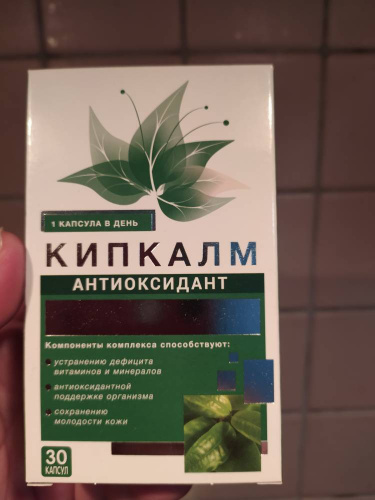 1 КАПСУЛА В ДЕНЬ
КИПКАЛМ
АНТИОКСИДАНТ
Компоненты комплекса способствуют:
устранению дефицита
витаминов и минералов
антиоксидантной
поддержке организма
сохранению
молодости кожи
30
КАПСУЛ